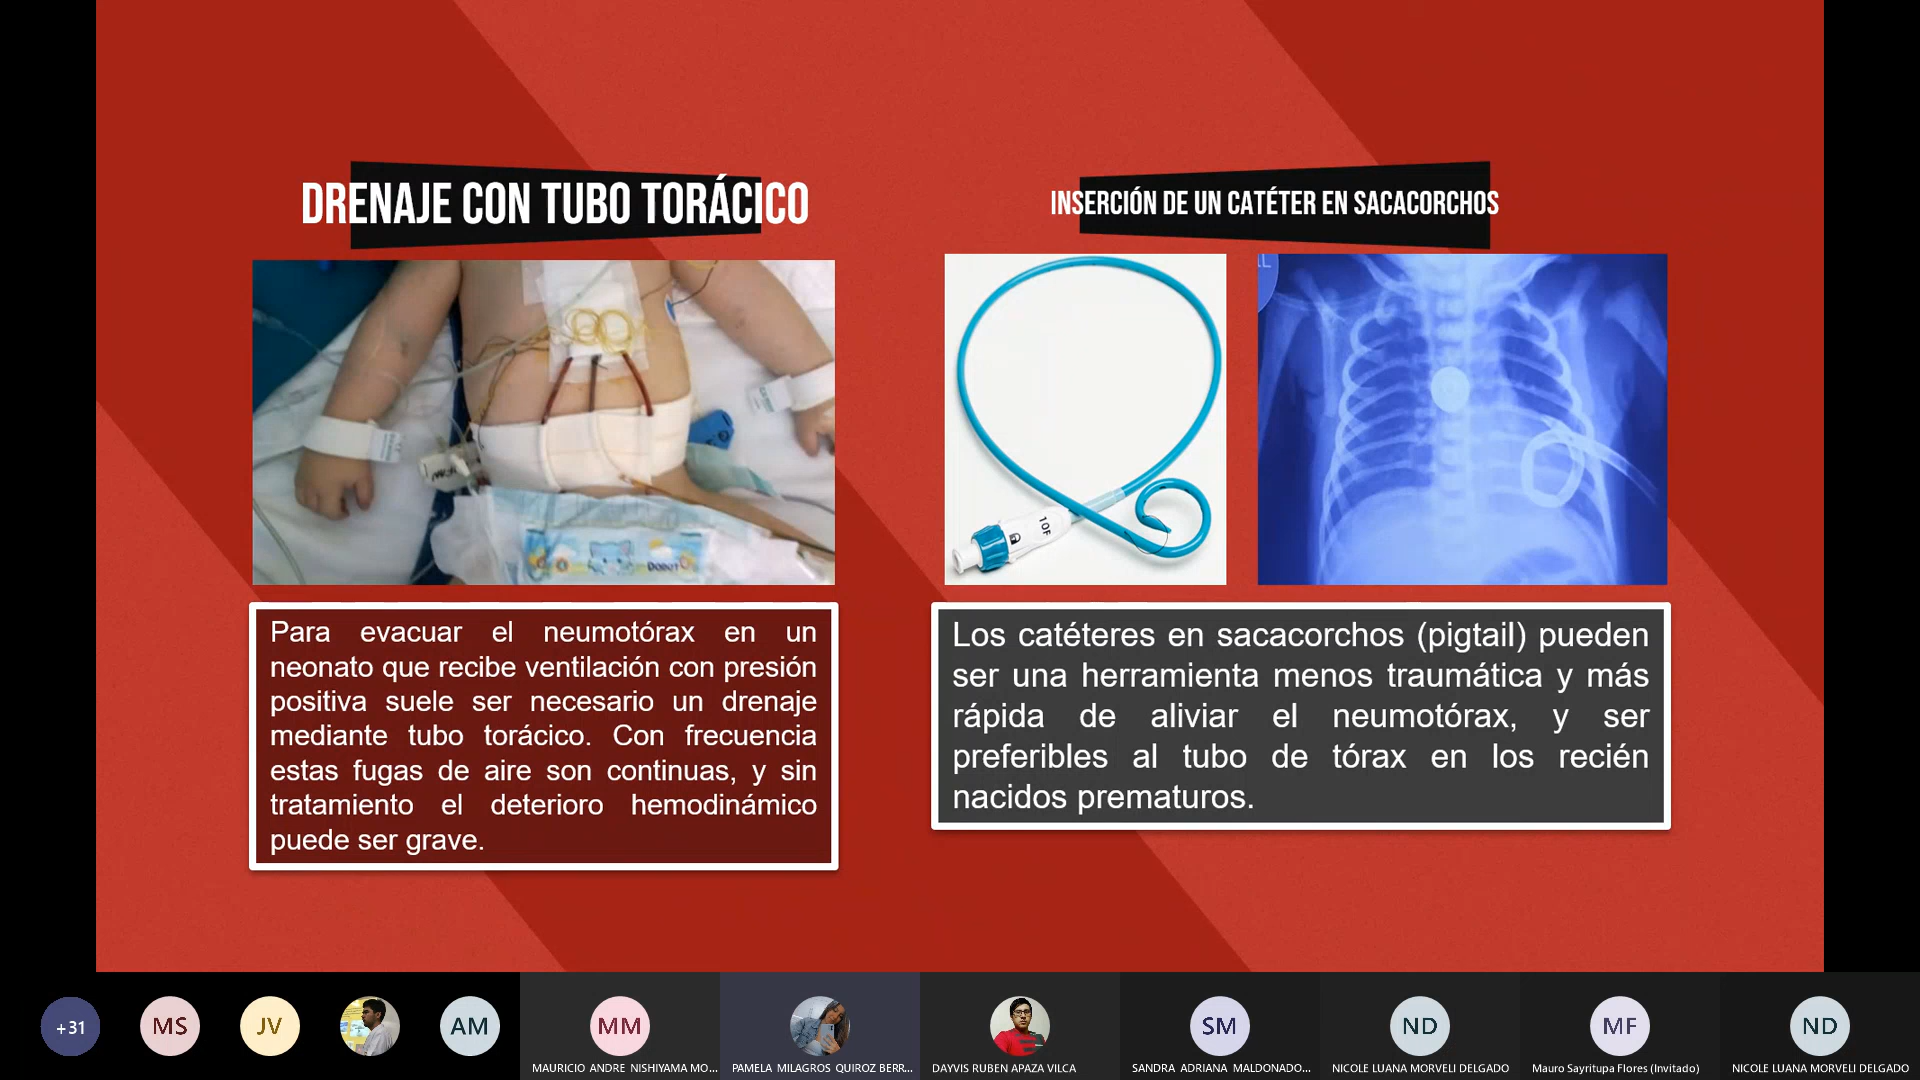 DRENAJE CON TUBO TORÁCICO
INSERCIÓN DE UN CATÉTER EN SACACORCHOS
10F
DODOT
Para evacuar el neumotórax en un
neonato que recibe ventilación con presión
positiva suele ser necesario un drenaje
mediante tubo torácico. Con frecuencia
estas fugas de aire son continuas, y sin
tratamiento el deterioro hemodinámico
puede ser grave.
Los catéteres en sacacorchos (pigtail) pueden
ser una herramienta menos traumática y más
rápida de aliviar el neumotórax, y ser
preferibles al tubo de tórax en los recién
nacidos prematuros.
+31
MS
JV
AM
MM
SM
ND
MF
ND
MAURICIO ANDRE NISHIYAMA MO...
PAMELA MILAGROS QUIROZ BERR...
DAYVIS RUBEN APAZA VILCA
SANDRA ADRIANA MALDONADO...
NICOLE LUANA MORVELI DELGADO
Mauro Sayritupa Flores (Invitado)
NICOLE LUANA MORVELI DELGADO